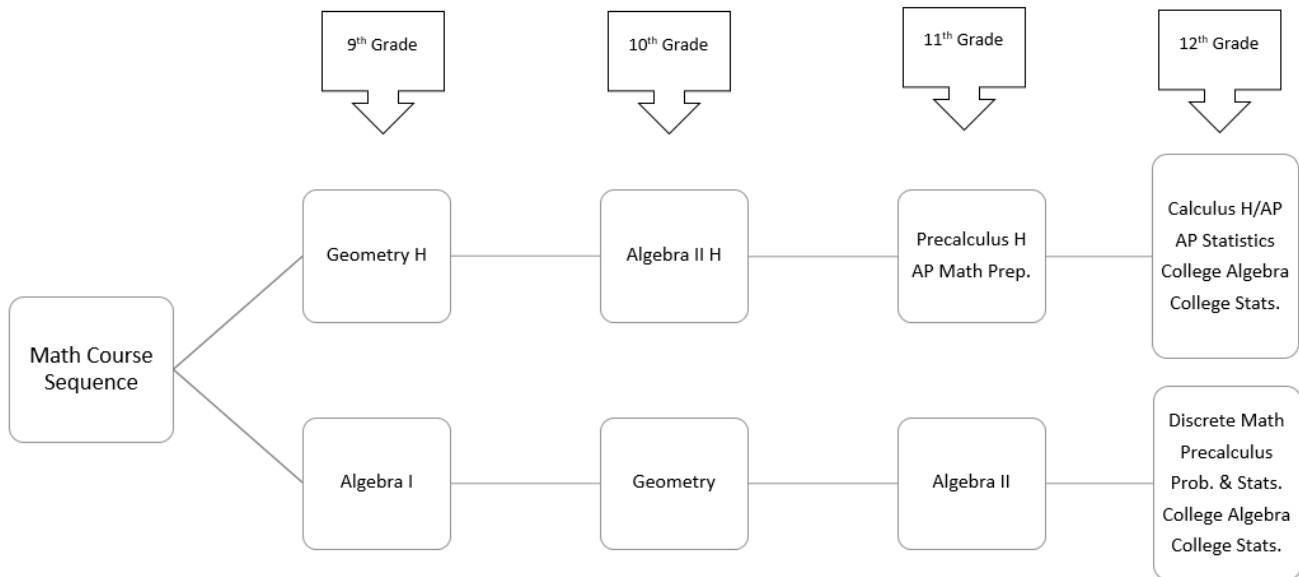 9th Grade
10th Grade
11th Grade
12th Grade
Math Course
Sequence
Geometry H
Algebra II H
Precalculus H
AP Math Prep.
Calculus H/AP
AP Statistics
College Algebra
College Stats.
Algebra I
Geometry
Algebra II
Discrete Math
Precalculus
Prob. & Stats.
College Algebra
College Stats.